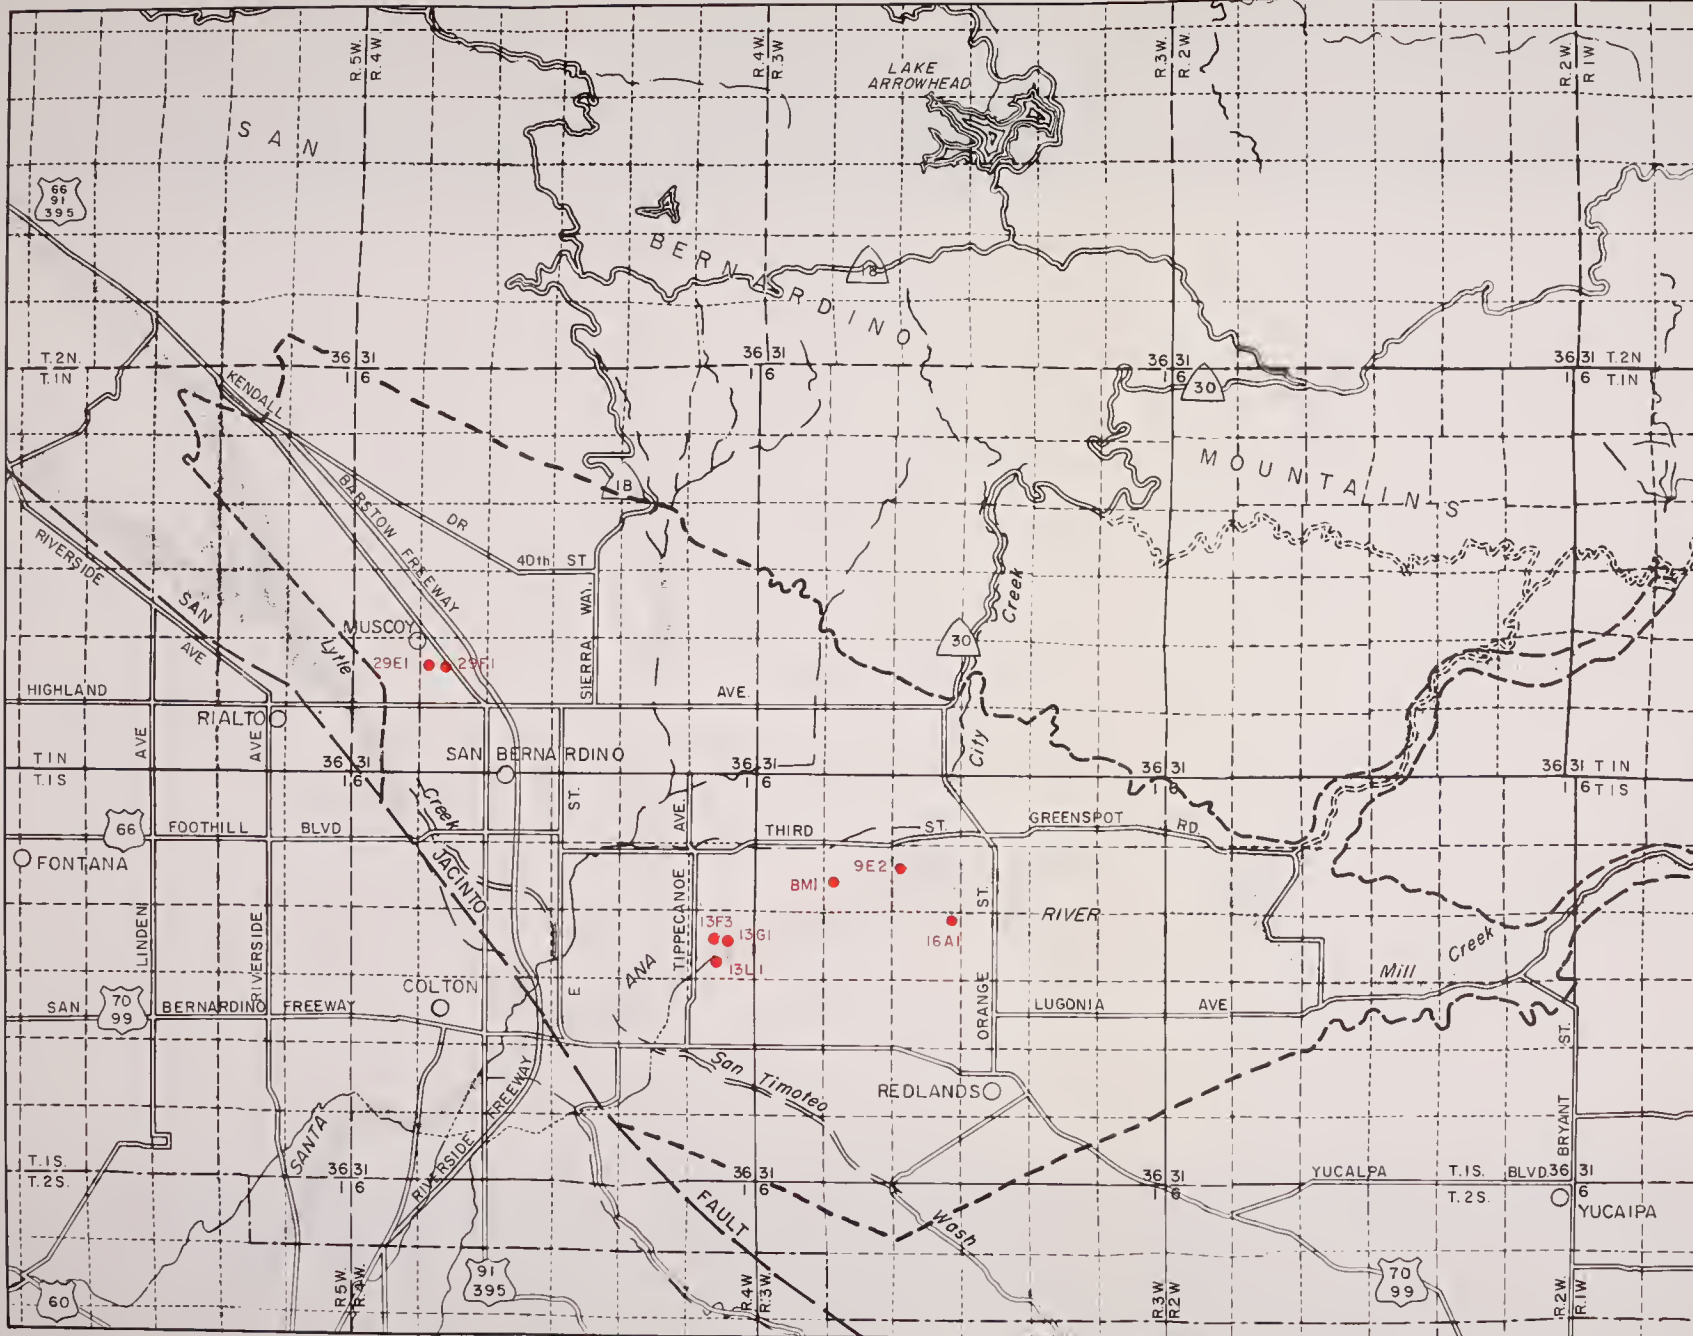 R.5W. R.4W.
R.4W. R.3W.
R.3W. R.2W.
R.2W. R.1W.
LAKE
ARROWHEAD
SAN
BERNARDINO
MOUNTAINS
66
91
395
18
T.2N.
T.1N
36 31
1 6
36 31
1 6
36 31
1 6
30
36 31
1 6
T.2N
T.1N
KENDALL
DR
18
BARSTOW FREEWAY
40th ST
RIVERSIDE
AVE
SAN
Lytle
Creek
SIERRA WAY
City
Creek
30
MUSCOY
29E1
29F1
HIGHLAND
AVE.
RIALTO
AVE
AVE
SAN BERNARDINO
T1N
T.1S.
36 31
1 6
36 31
1 6
36 31
1 6
36 31
1 6
T1N
T1S
ST.
AVE.
66
FOOTHILL
BLVD
THIRD
ST.
GREENSPOT
RD.
FONTANA
JACINTO
9E2
8M1
LINDEN
RIVERSIDE
TIPPECANOE
13F3
13G1
13L1
16A1
ORANGE
ST.
RIVER
ANA
Mill
Creek
COLTON
E
SAN
70
99
BERNARDINO
FREEWAY
LUGONIA
AVE
San Timoteo
REDLANDS
RIVERSIDE
FREEWAY
SANTA
BRYANT
ST.
T.1S.
T.2S.
36 31
1 6
36 31
1 6
36 31
1 6
YUCALPA
T.1S.
BLVD.
36 31
6
T.2S.
YUCAIPA
FAULT
Wash
60
91
395
70
99
R.5W. R.4W.
R.4W. R.3W.
R.3W. R.2W.
R.2W. R.1W.